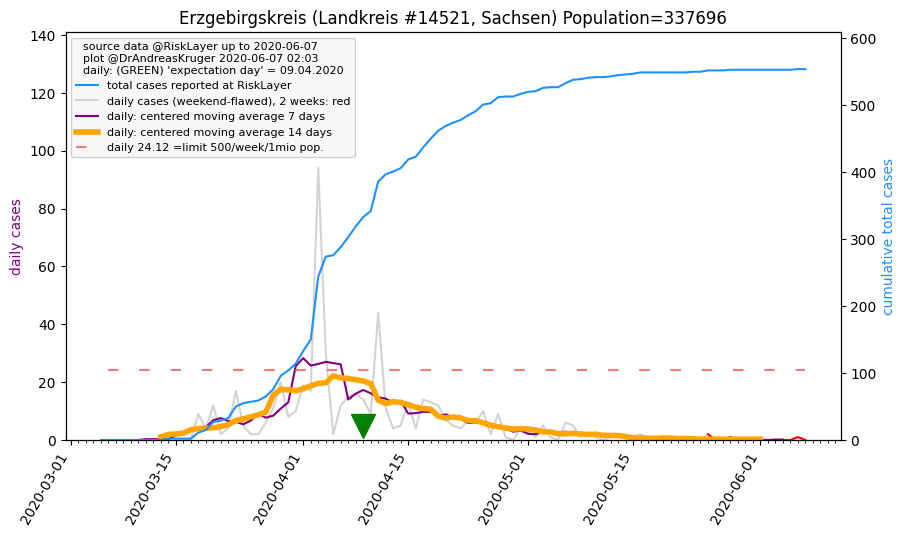 Erzgebirgskreis (Landkreis #14521, Sachsen) Population=337696
source data @RiskLayer up to 2020-06-07
plot @DrAndreasKruger 2020-06-07 02:03
daily: (GREEN) 'expectation day' = 09.04.2020
total cases reported at RiskLayer
daily cases (weekend-flawed), 2 weeks: red
daily: centered moving average 7 days
daily: centered moving average 14 days
daily 24.12 =limit 500/week/1mio pop.
daily cases
140
120
100
80
60
40
20
0
600
500
400
300
200
100
0
cumulative total cases
2020-03-01
2020-03-15
2020-04-01
2020-04-15
2020-05-01
2020-05-15
2020-06-01